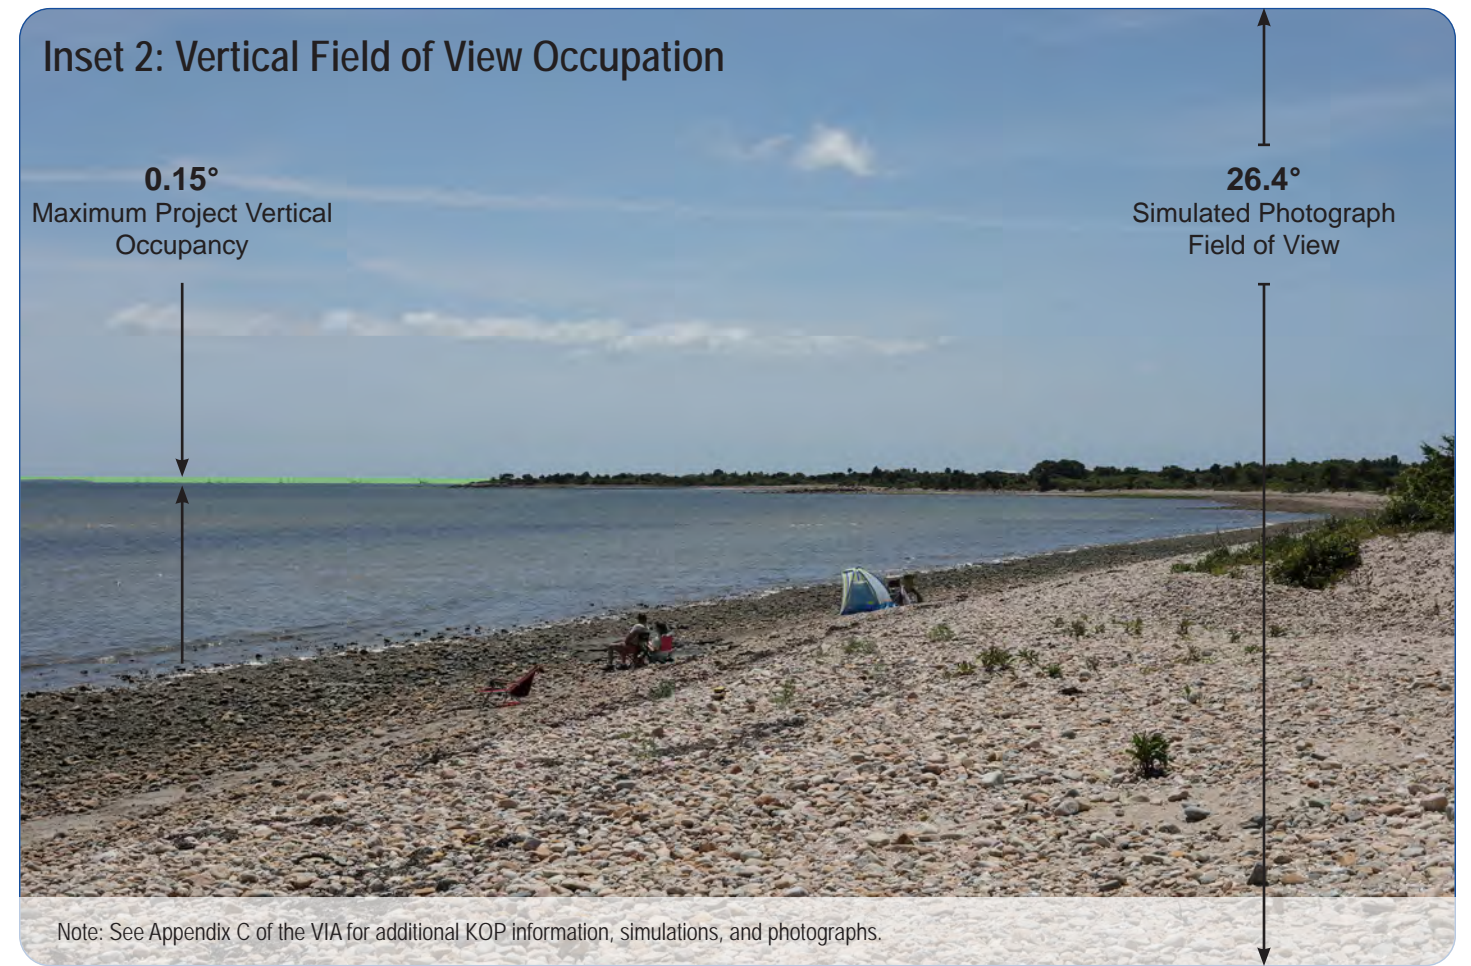 Inset 2: Vertical Field of View Occupation
0.15°
Maximum Project Vertical
Occupancy
26.4°
Simulated Photograph
Field of View
Note: See Appendix C of the VIA for additional KOP information, simulations, and photographs.